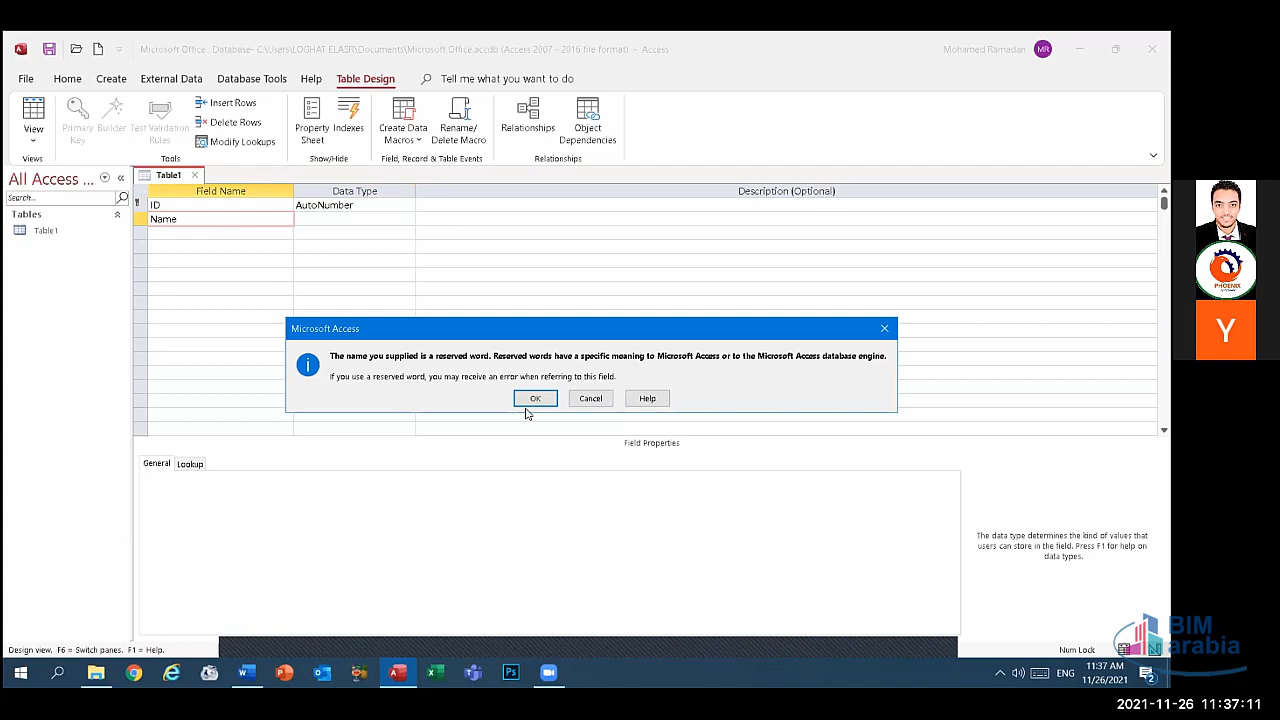 Microsoft Office : Database- C:\Users\LOGHAT ELASR\Documents\Microsoft Office.accdb (Access 2007 - 2016 file format) - Access
Mohamed Ramadan
MR
File Home Create External Data Database Tools Help Table Design Tell me what you want to do
View
Primary Key
Builder
Test Validation Rules
Insert Rows
Delete Rows
Modify Lookups
Property Sheet
Indexes
Create Data Macros
Rename/ Delete Macro
Relationships
Object Dependencies
Views Tools Show/Hide Field, Record & Table Events Relationships
All Access ...
Search...
Tables
Table1
Table1
Field Name Data Type Description (Optional)
ID AutoNumber
Name
Microsoft Access
The name you supplied is a reserved word. Reserved words have a specific meaning to Microsoft Access or to the Microsoft Access database engine.
If you use a reserved word, you may receive an error when referring to this field.
OK Cancel Help
Field Properties
General Lookup
The data type determines the kind of values that
users can store in the field. Press F1 for help on
data types.
PHOENIX
Y
BIM
arabia
Design view. F6 = Switch panes. F1 = Help.
Num Lock
ENG
11:37 AM
11/26/2021
2
Ps
2021-11-26 11:37:11